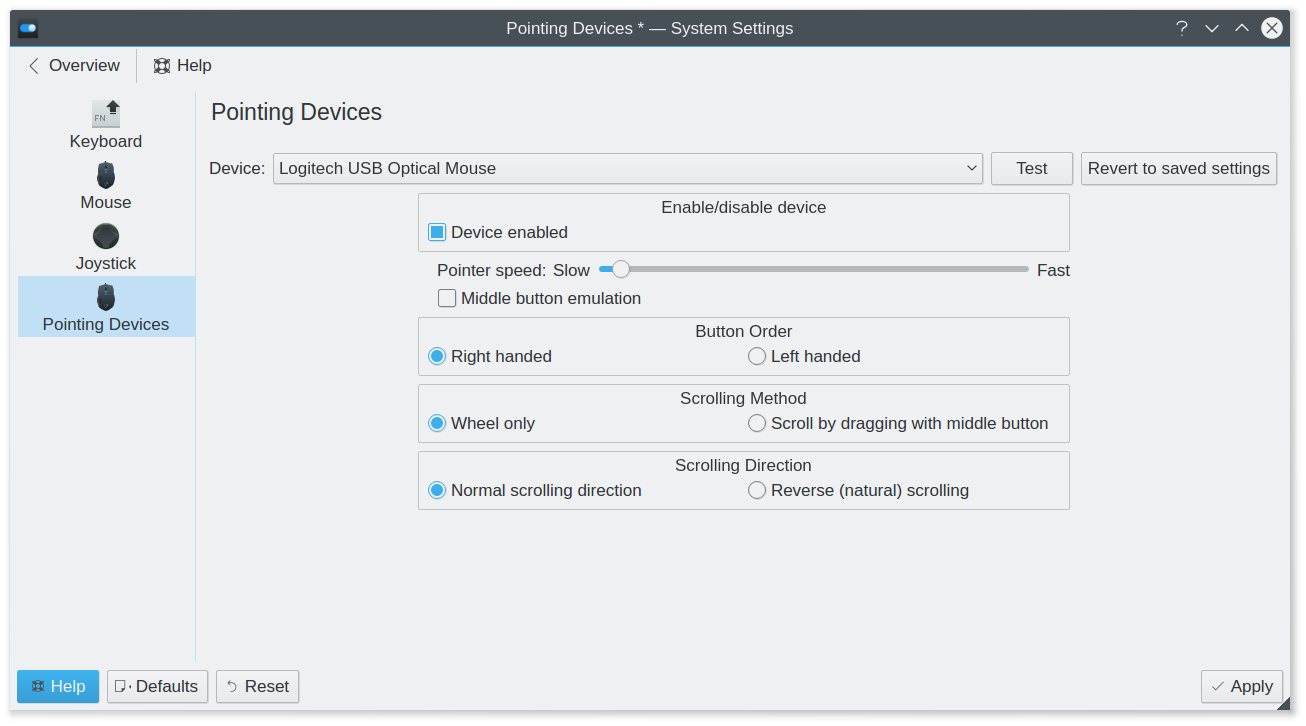 Pointing Devices * — System Settings
Overview
Help
FN
Keyboard
Mouse
Joystick
Pointing Devices
Pointing Devices
Device: Logitech USB Optical Mouse Test Revert to saved settings
Enable/disable device
Device enabled
Pointer speed: Slow Fast
Middle button emulation
Button Order
Right handed Left handed
Scrolling Method
Wheel only Scroll by dragging with middle button
Scrolling Direction
Normal scrolling direction Reverse (natural) scrolling
Help Defaults Reset Apply